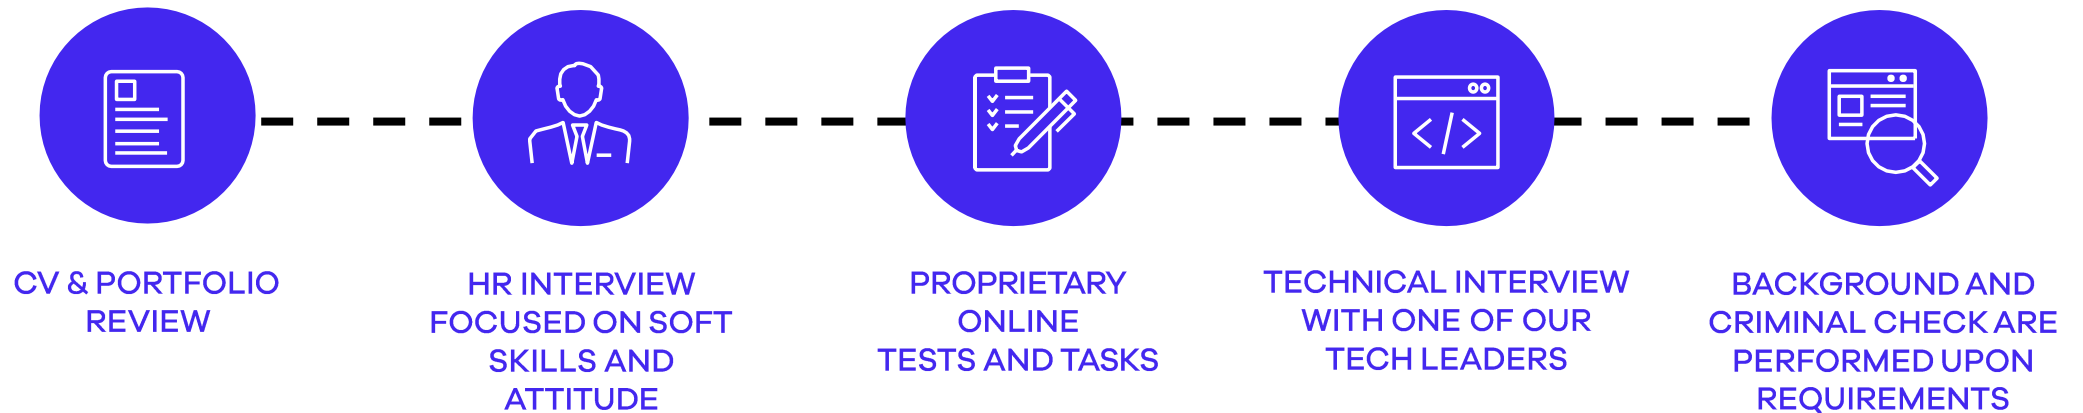 CV & PORTFOLIO
REVIEW
HR INTERVIEW
FOCUSED ON SOFT
SKILLS AND
ATTITUDE
PROPRIETARY
ONLINE
TESTS AND TASKS
TECHNICAL INTERVIEW
WITH ONE OF OUR
TECH LEADERS
BACKGROUND AND
CRIMINAL CHECK ARE
PERFORMED UPON
REQUIREMENTS